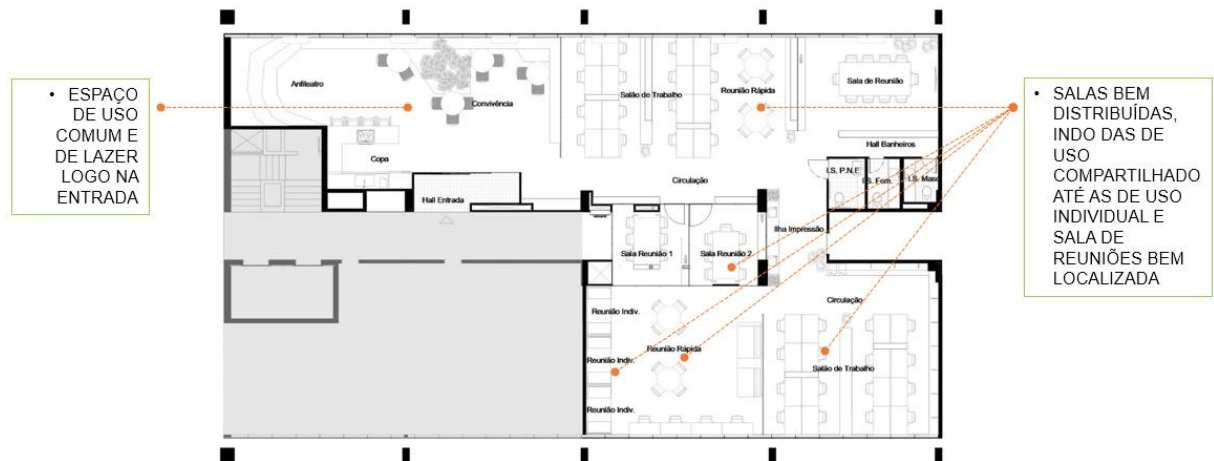 • ESPAÇO
DE USO
COMUM E
DE LAZER
LOGO NA
ENTRADA
Anfiteatro
Convivência
Copa
Hall Entrada
Salão de Trabalho
Reunião Rápida
Sala de Reunião
Hall Banheiros
I.S. P.N.E
I.S. Fem.
I.S. Masc
Circulação
Sala Reunião 1
Sala Reunião 2
Ilha Impressão
Reunião Indiv.
Reunião Rápida
Reunião Indiv.
Reunião Indiv.
Circulação
Salão de Trabalho
• SALAS BEM
DISTRIBUÍDAS,
INDO DAS DE
USO
COMPARTILHADO
ATÉ AS DE USO
INDIVIDUAL E
SALA DE
REUNIÕES BEM
LOCALIZADA